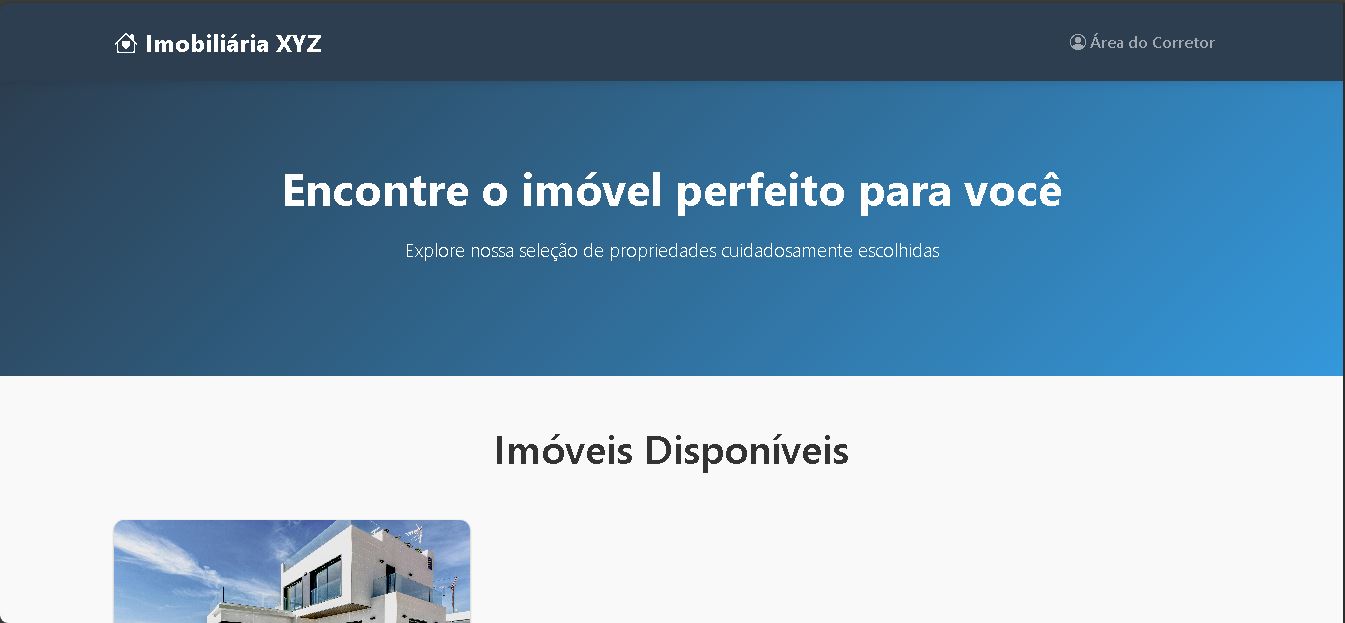 Imobiliária XYZ
Área do Corretor
Encontre o imóvel perfeito para você
Explore nossa seleção de propriedades cuidadosamente escolhidas
Imóveis Disponíveis